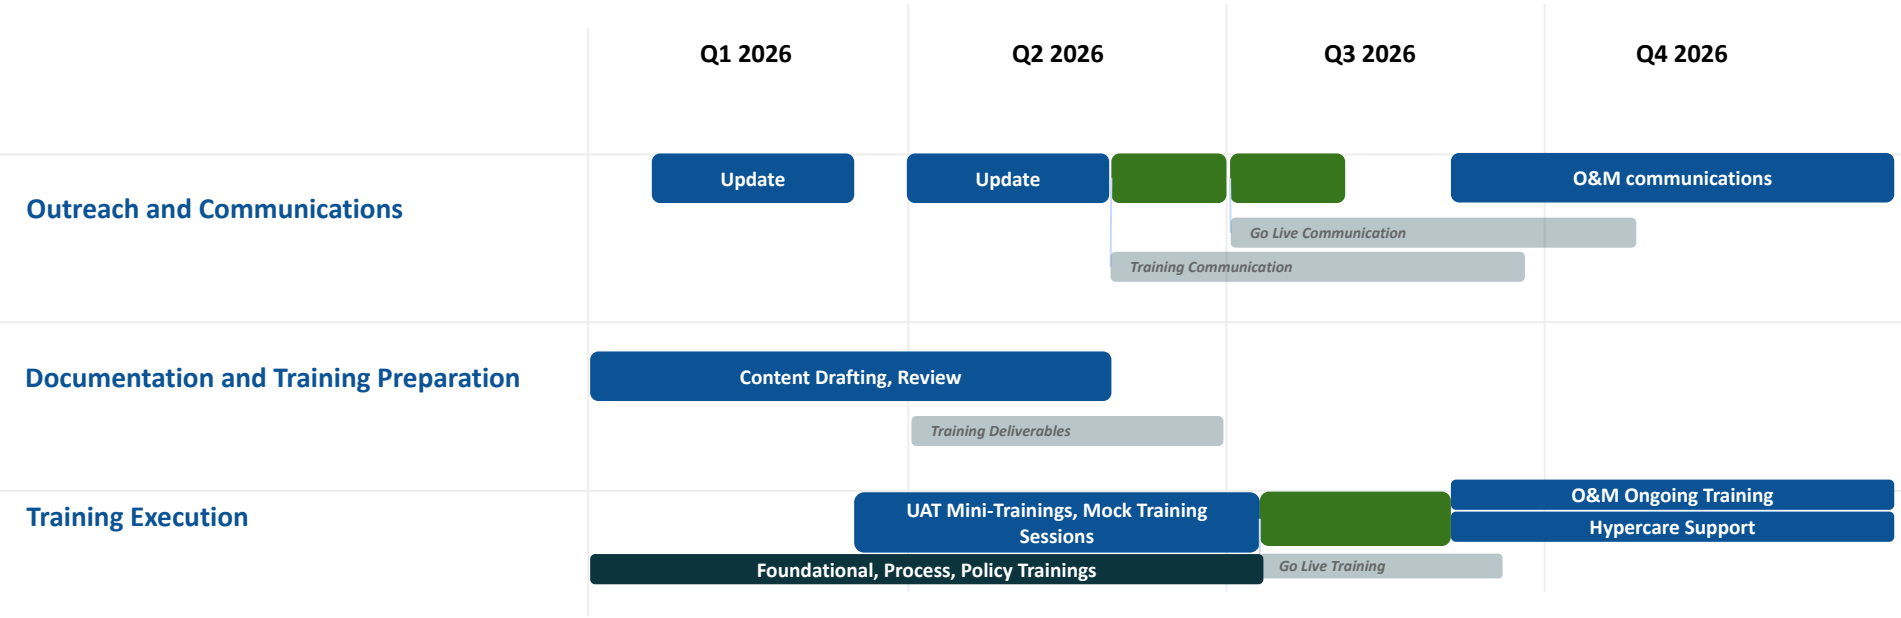 Q1 2026
Q2 2026
Q3 2026
Q4 2026
Outreach and Communications
Update
Update
O&M communications
Go Live Communication
Training Communication
Documentation and Training Preparation
Content Drafting, Review
Training Deliverables
Training Execution
UAT Mini-Trainings, Mock Training
Sessions
O&M Ongoing Training
Hypercare Support
Foundational, Process, Policy Trainings
Go Live Training